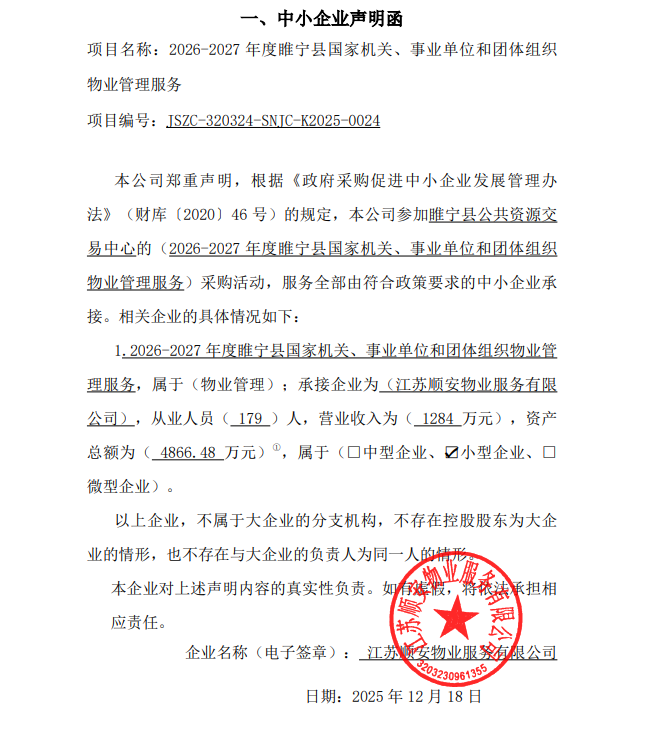 一、中小企业声明函
项目名称：2026-2027 年度睢宁县国家机关、事业单位和团体组织
物业管理服务
项目编号：JSZC-320324-SNJC-K2025-0024
本公司郑重声明，根据《政府采购促进中小企业发展管理办
法》（财库〔2020〕46 号）的规定，本公司参加睢宁县公共资源交
易中心的（2026-2027 年度睢宁县国家机关、事业单位和团体组织
物业管理服务）采购活动，服务全部由符合政策要求的中小企业承
接。相关企业的具体情况如下：
1.2026-2027 年度睢宁县国家机关、事业单位和团体组织物业管
理服务，属于（物业管理）；承接企业为（江苏顺安物业服务有限
公司），从业人员（ 179 ）人，营业收入为（ 1284 万元），资产
总额为（ 4866.48 万元）①，属于（□中型企业、☑小型企业、□
微型企业）。
以上企业，不属于大企业的分支机构，不存在控股股东为大企
业的情形，也不存在与大企业的负责人为同一人的情形。
本企业对上述声明内容的真实性负责。如有虚假，将依法承担相
应责任。
企业名称（电子签章）：江苏顺安物业服务有限公司
日期：2025 年 12 月 18 日
江苏顺安物业服务有限公司
3203230961355